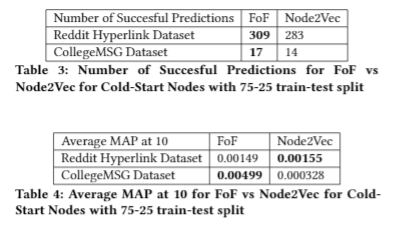 Number of Succesful Predictions FoF Node2Vec
Reddit Hyperlink Dataset 309 283
CollegeMSG Dataset 17 14
Table 3: Number of Succesful Predictions for FoF vs
Node2Vec for Cold-Start Nodes with 75-25 train-test split
Average MAP at 10 FoF Node2Vec
Reddit Hyperlink Dataset 0.00149 0.00155
CollegeMSG Dataset 0.00499 0.000328
Table 4: Average MAP at 10 for FoF vs Node2Vec for Cold-
Start Nodes with 75-25 train-test split